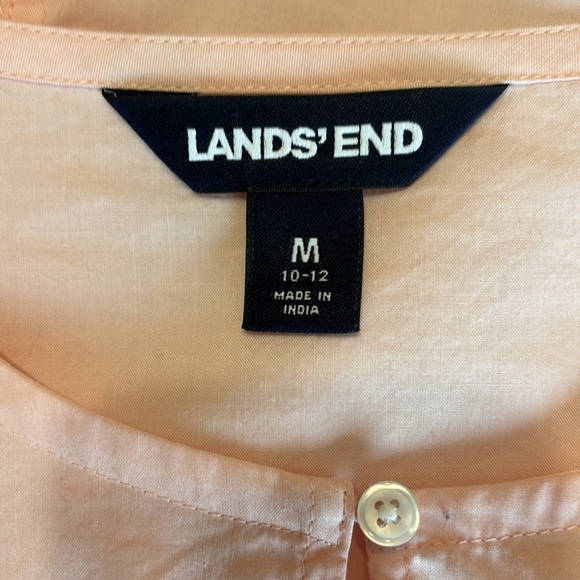 LANDS' END
M
10-12
MADE IN
INDIA